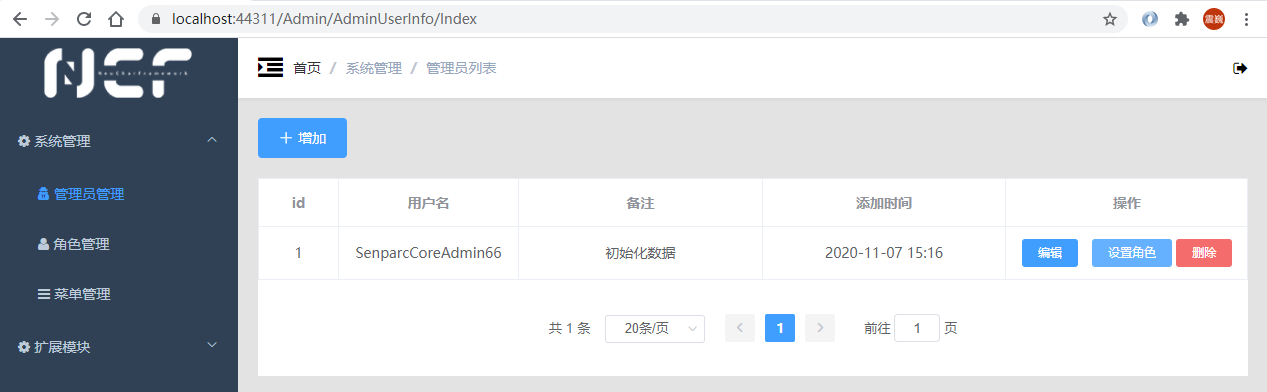 localhost:44311/Admin/AdminUserInfo/Index
震巍
NCF
NeuCharFramework
首页 / 系统管理 / 管理员列表
系统管理
管理员管理
角色管理
菜单管理
扩展模块
+ 增加
id 用户名 备注 添加时间 操作
1 SenparcCoreAdmin66 初始化数据 2020-11-07 15:16 编辑 设置角色 删除
共 1 条 20条/页 < 1 > 前往 1 页